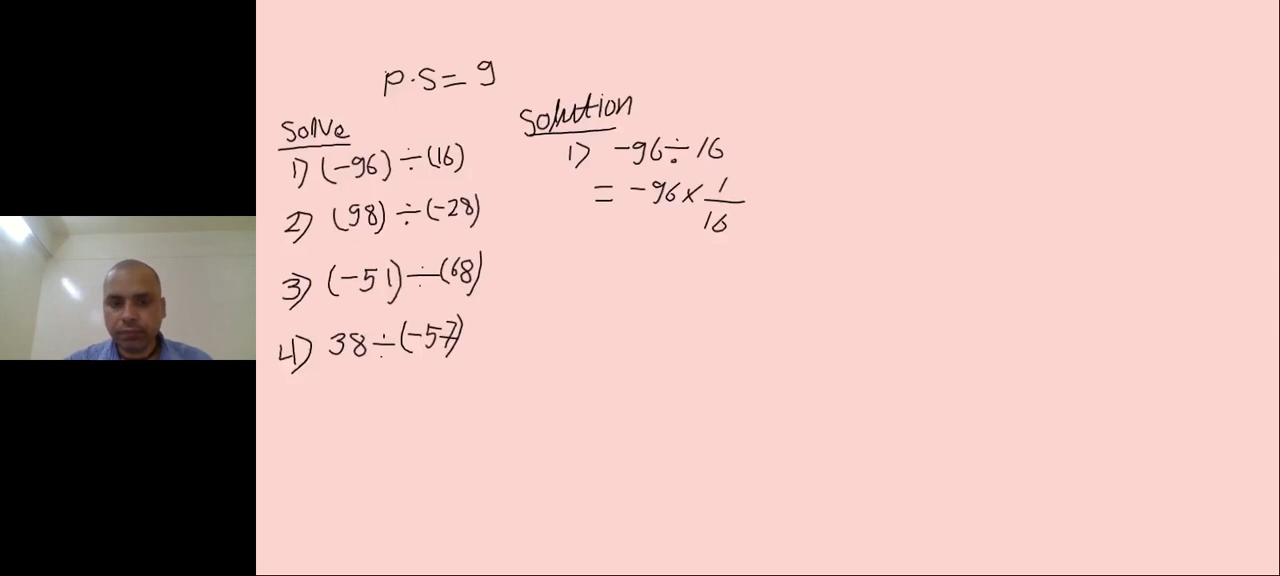 P.S = 9
Solve
1) (-96) ÷ (16)
2) (98) ÷ (-28)
3) (-51) ÷ (68)
4) 38 ÷ (-57)
Solution
1) -96 ÷ 16
= -96 × 1/16